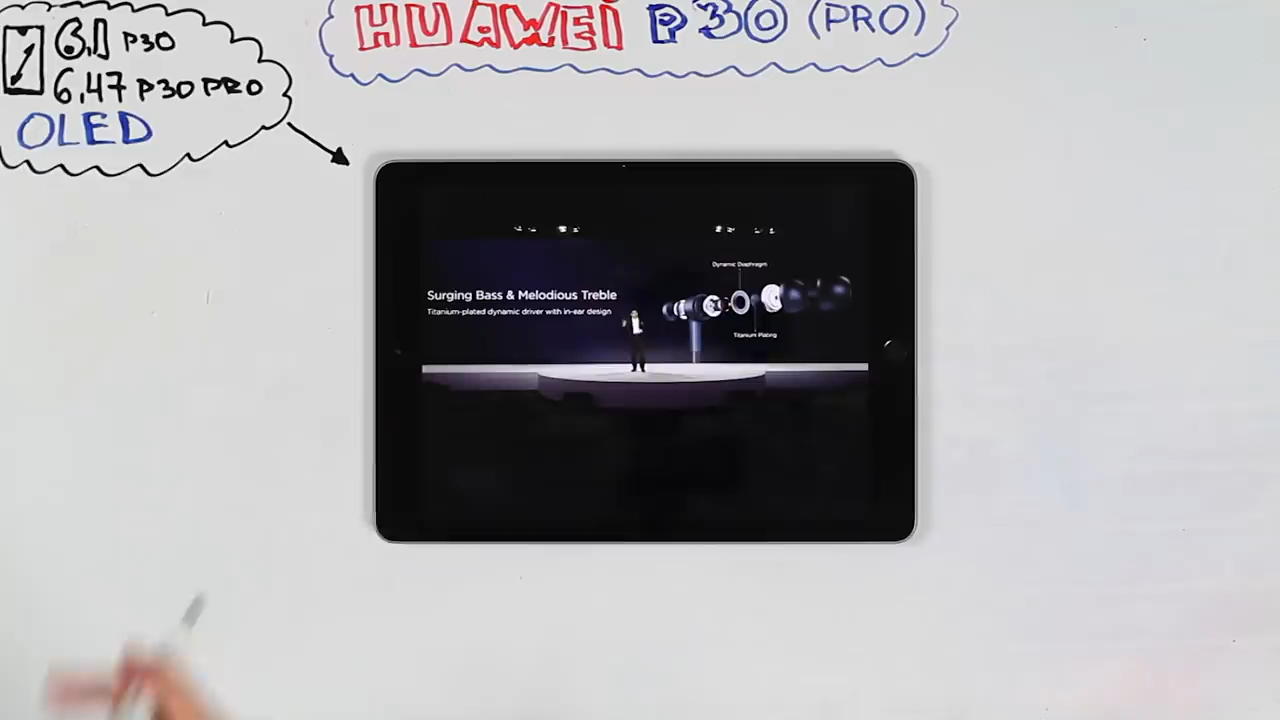 HUAWEi P30 (PRO)
6,1 P30
6,47 P30 PRO
OLED
Surging Bass & Melodious Treble
Titanium-plated dynamic driver with in-ear design
Dynamic Diaphragm
Titanium Plating